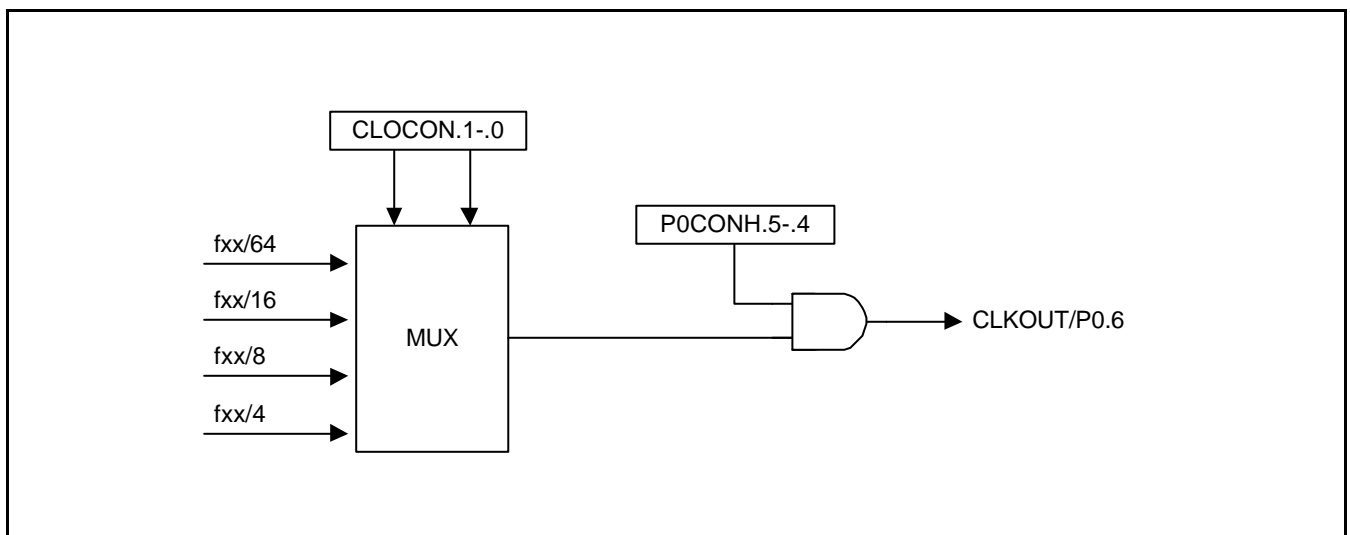 CLOCON.1-.0
P0CONH.5-.4
fxx/64
fxx/16
fxx/8
fxx/4
MUX
CLKOUT/P0.6